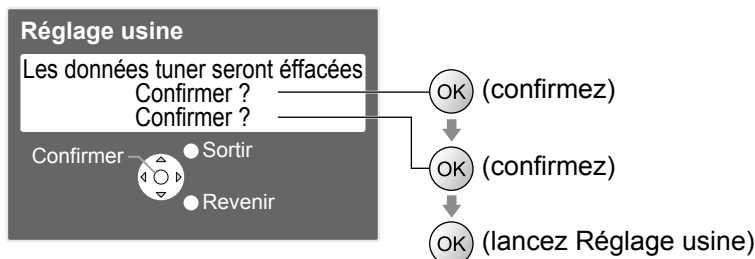 Réglage usine
Les données tuner seront éffacées
Confirmer ?
Confirmer ?
Confirmer
Sortir
Revenir
OK (confirmez)
OK (confirmez)
OK (lancez Réglage usine)